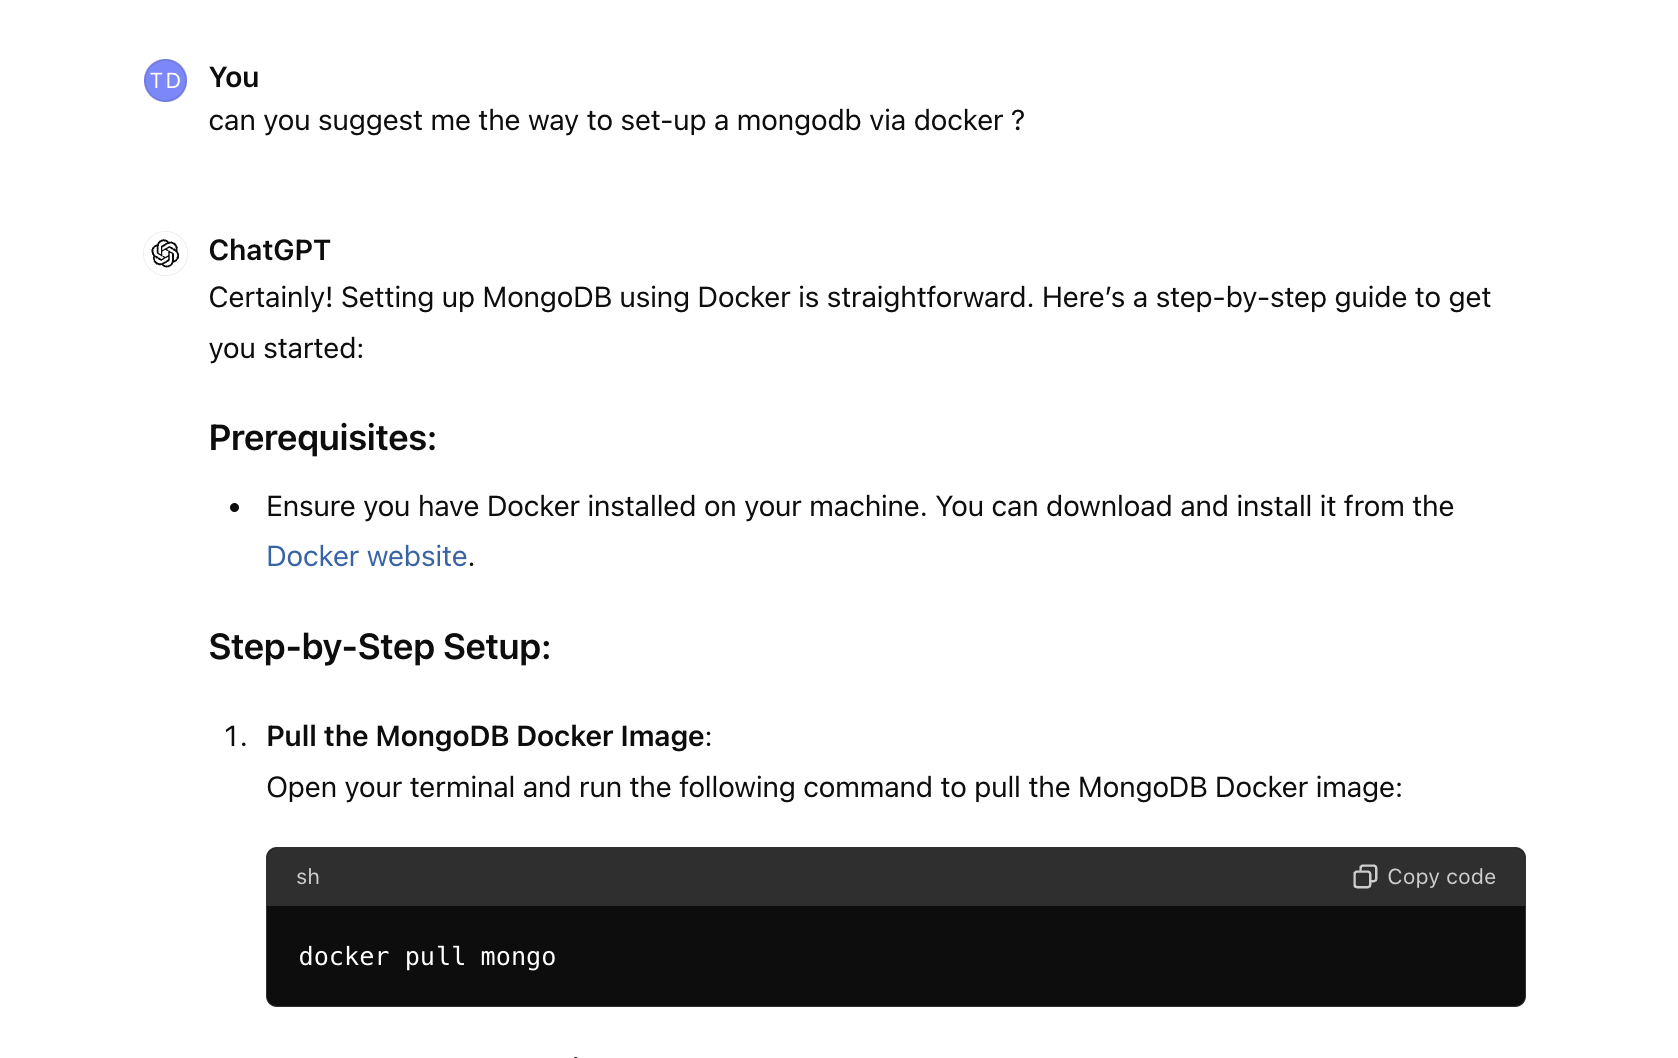 TD
You
can you suggest me the way to set-up a mongodb via docker ?
ChatGPT
Certainly! Setting up MongoDB using Docker is straightforward. Here’s a step-by-step guide to get
you started:
Prerequisites:
• Ensure you have Docker installed on your machine. You can download and install it from the
Docker website.
Step-by-Step Setup:
1. Pull the MongoDB Docker Image:
Open your terminal and run the following command to pull the MongoDB Docker image:
sh Copy code
docker pull mongo